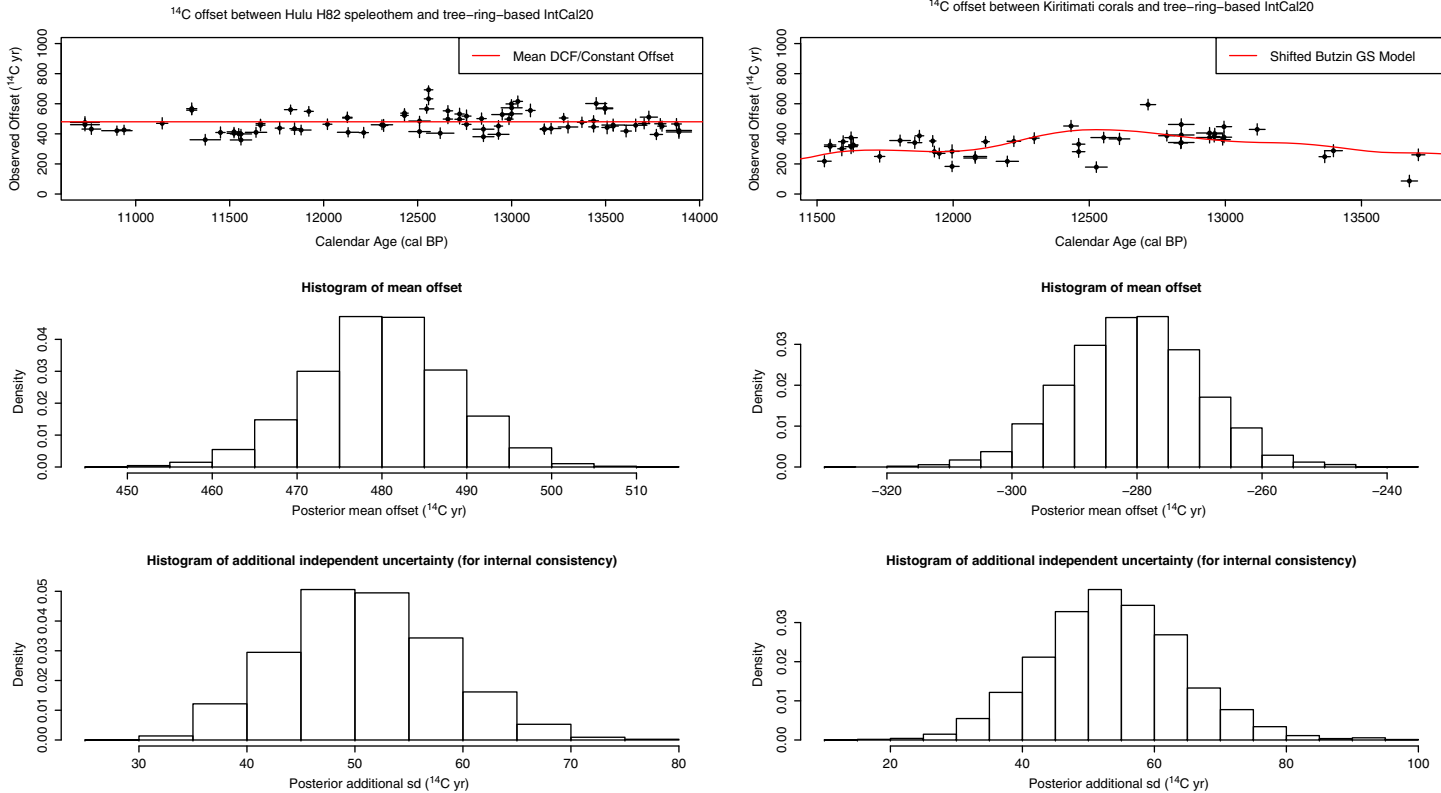 ¹⁴C offset between Hulu H82 speleothem and tree−ring−based IntCal20
Mean DCF/Constant Offset
Observed Offset (¹⁴C yr)
0 200 400 600 800 1000
11000 11500 12000 12500 13000 13500 14000
Calendar Age (cal BP)
¹⁴C offset between Kiritimati corals and tree−ring−based IntCal20
Shifted Butzin GS Model
Observed Offset (¹⁴C yr)
0 200 400 600 800 1000
11500 12000 12500 13000 13500
Calendar Age (cal BP)
Histogram of mean offset
Density
0.00 0.01 0.02 0.03 0.04
450 460 470 480 490 500 510
Posterior mean offset (¹⁴C yr)
Histogram of mean offset
Density
0.00 0.01 0.02 0.03
−320 −300 −280 −260 −240
Posterior mean offset (¹⁴C yr)
Histogram of additional independent uncertainty (for internal consistency)
Density
0.00 0.01 0.02 0.03 0.04 0.05
30 40 50 60 70 80
Posterior additional sd (¹⁴C yr)
Histogram of additional independent uncertainty (for internal consistency)
Density
0.00 0.01 0.02 0.03
20 40 60 80 100
Posterior additional sd (¹⁴C yr)